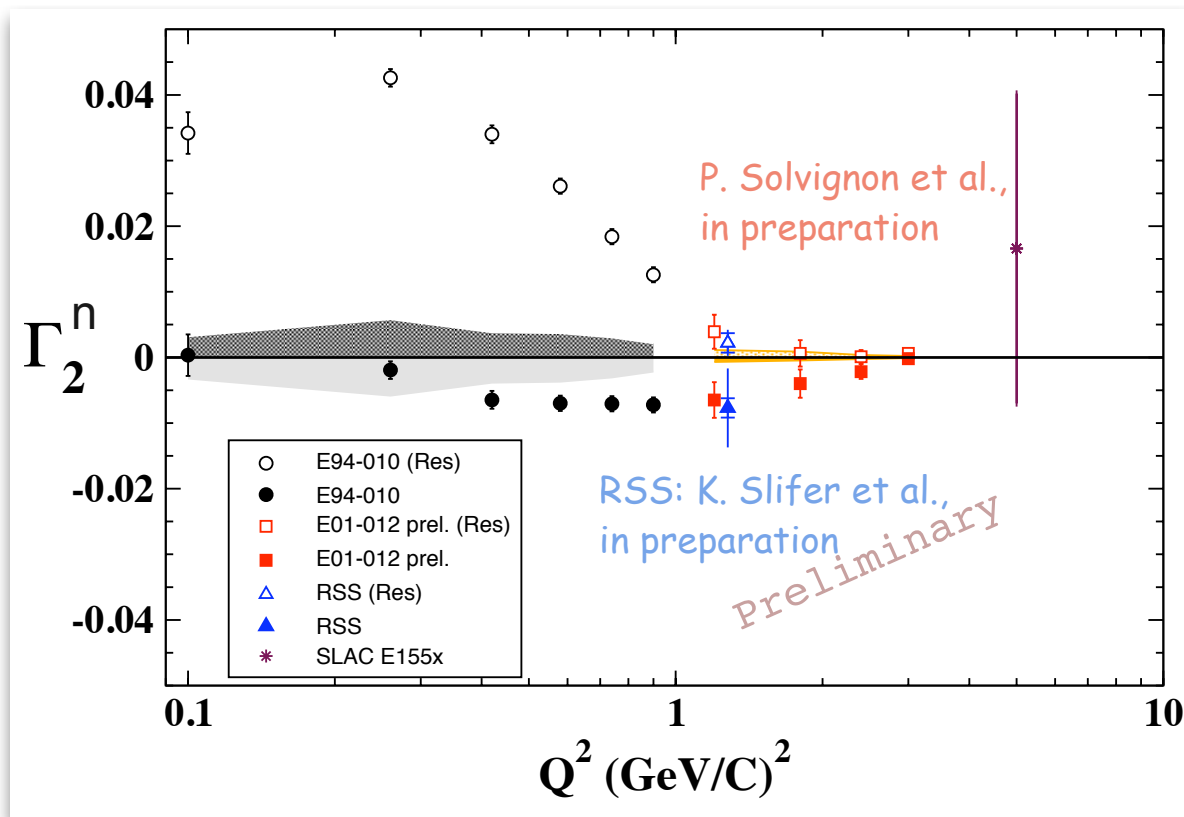 0.04
0.02
0
-0.02
-0.04
Γ₂ⁿ
P. Solvignon et al.,
in preparation
RSS: K. Slifer et al.,
in preparation
Preliminary
E94-010 (Res)
E94-010
E01-012 prel. (Res)
E01-012 prel.
RSS (Res)
RSS
SLAC E155x
0.1
1
10
Q² (GeV/C)²